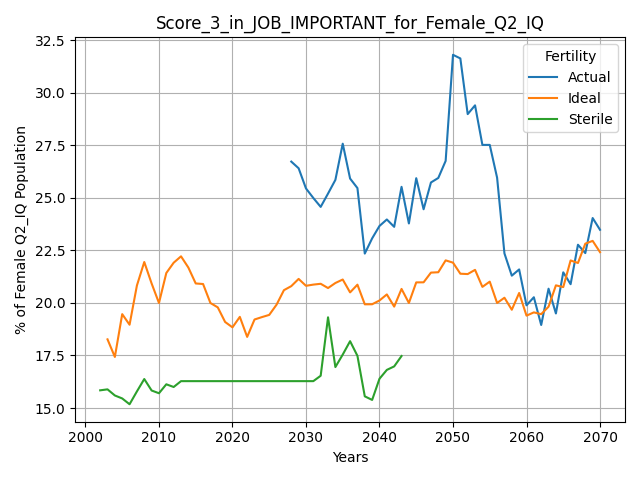 Score_3_in_JOB_IMPORTANT_for_Female_Q2_IQ
% of Female Q2_IQ Population
32.5
30.0
27.5
25.0
22.5
20.0
17.5
15.0
Fertility
Actual
Ideal
Sterile
2000 2010 2020 2030 2040 2050 2060 2070
Years